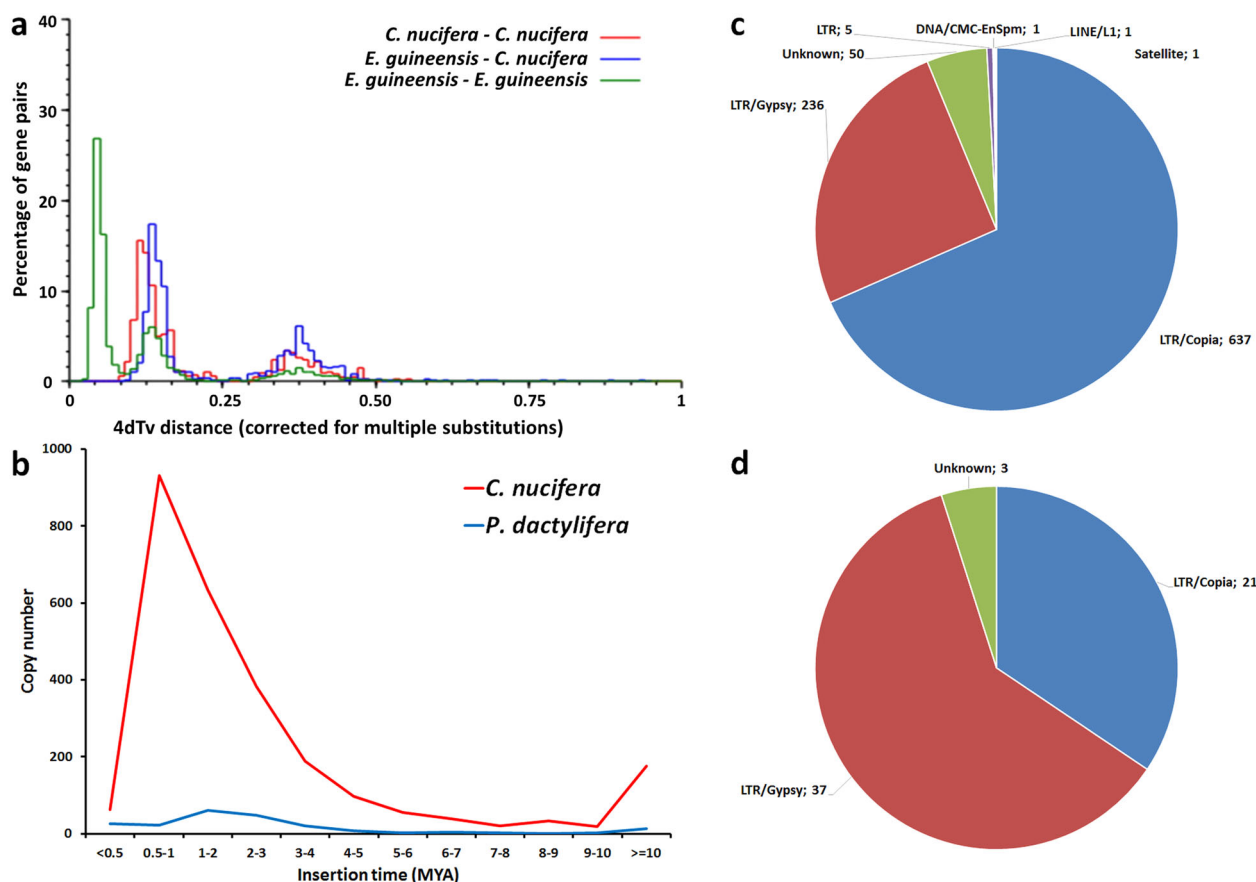 a
40
30
20
10
0
Percentage of gene pairs
C. nucifera - C. nucifera
E. guineensis - C. nucifera
E. guineensis - E. guineensis
0 0.25 0.50 0.75 1
4dTv distance (corrected for multiple substitutions)
b
1000
800
600
400
200
0
Copy number
C. nucifera
P. dactylifera
<0.5 0.5-1 1-2 2-3 3-4 4-5 5-6 6-7 7-8 8-9 9-10 >=10
Insertion time (MYA)
c
LTR; 5
DNA/CMC-EnSpm; 1
LINE/L1; 1
Unknown; 50
Satellite; 1
LTR/Gypsy; 236
LTR/Copia; 637
d
Unknown; 3
LTR/Copia; 21
LTR/Gypsy; 37